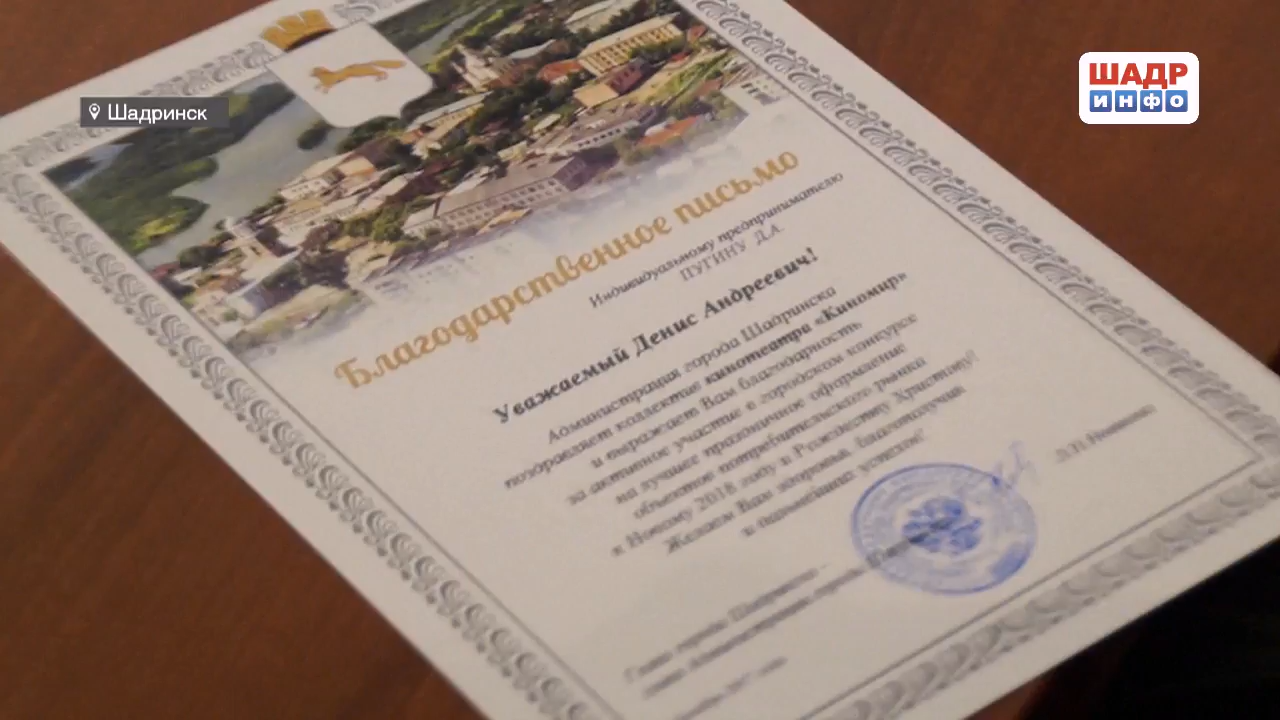 Шадринск
ШАДР
инфо
Благодарственное письмо
Индивидуальному предпринимателю
ПУГИНУ Д.А.
Уважаемый Денис Андреевич!
Администрация города Шадринска
поздравляет коллектив кинотеатра «Киномир»
и выражает Вам благодарность
за активное участие в городском конкурсе
на лучшее праздничное оформление
объектов потребительского рынка
к Новому 2018 году и Рождеству Христову!
Желаем Вам здоровья, благополучия
и дальнейших успехов!
Глава города